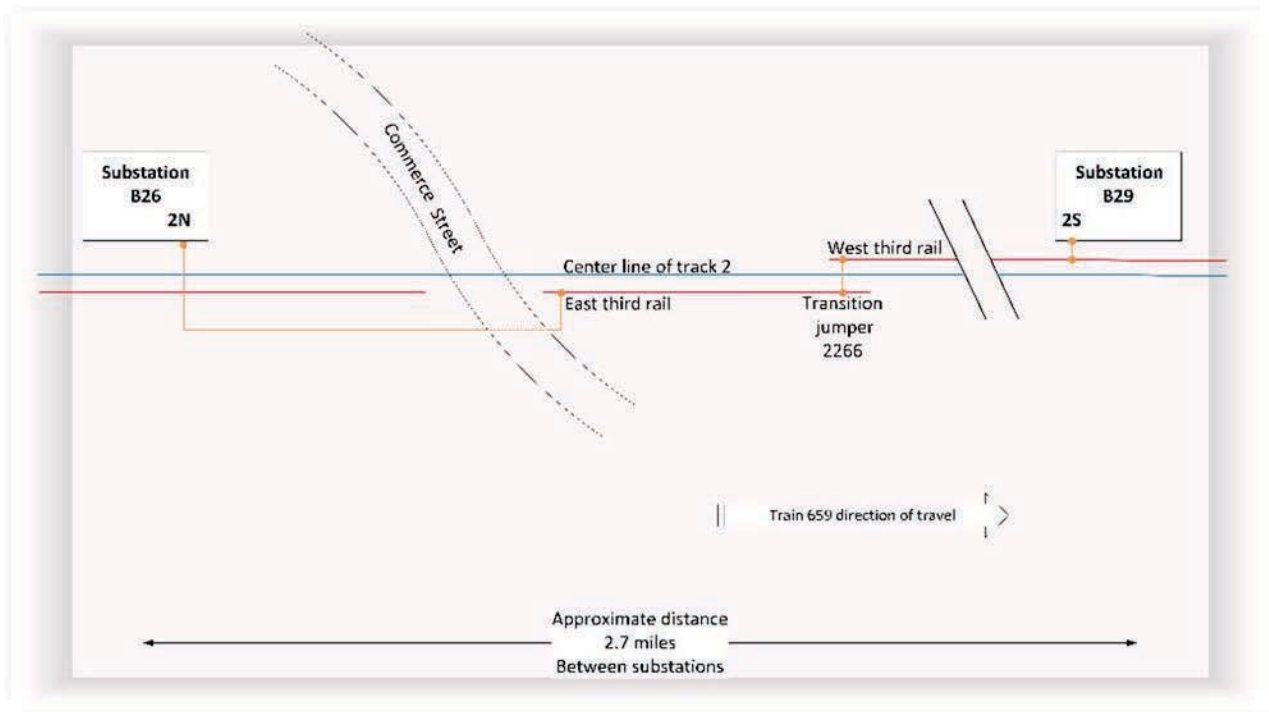 Commerce Street
Substation
B26
2N
Substation
B29
2S
West third rail
Center line of track 2
East third rail
Transition
jumper
2266
Train 659 direction of travel
Approximate distance
2.7 miles
Between substations